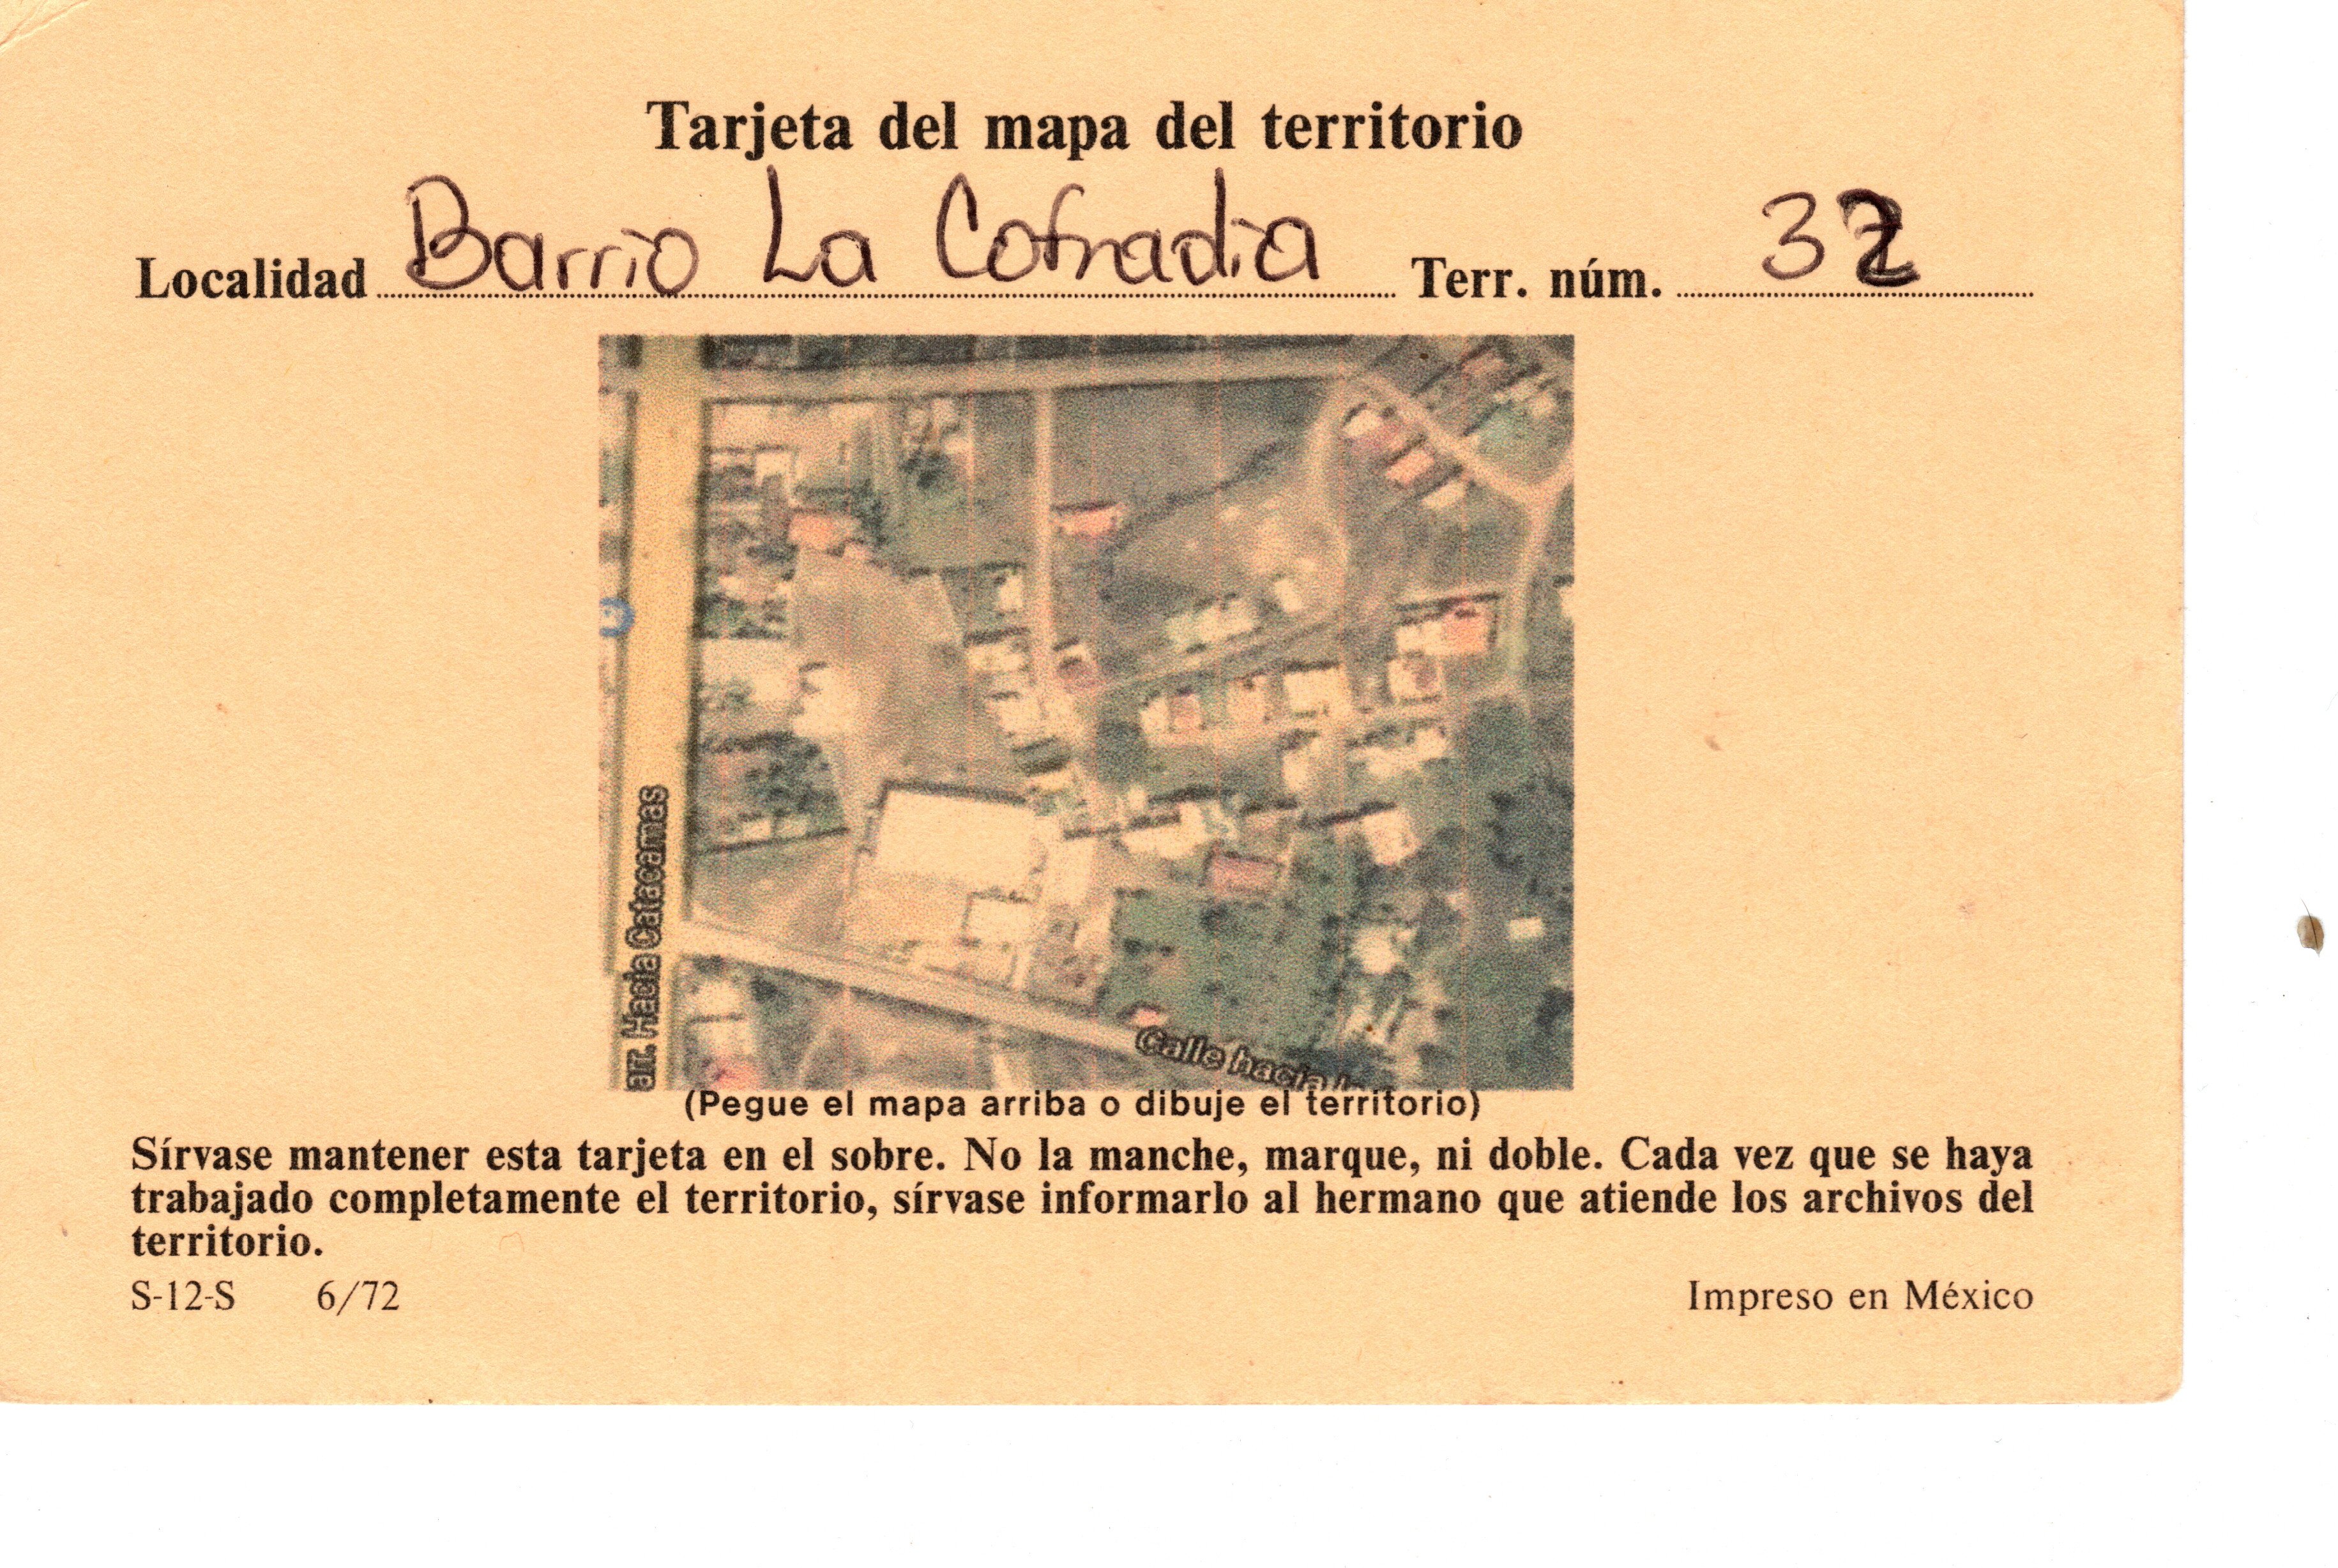 Tarjeta del mapa del territorio
Localidad Barrio La Cofradia Terr. núm.
arr. Hacia Catacamas
Calle hacia
(Pegue el mapa arriba o dibuje el territorio)
Sírvase mantener esta tarjeta en el sobre. No la manche, marque, ni doble. Cada vez que se haya
trabajado completamente el territorio, sírvase informarlo al hermano que atiende los archivos del
territorio.
S-12-S 6/72 Impreso en México